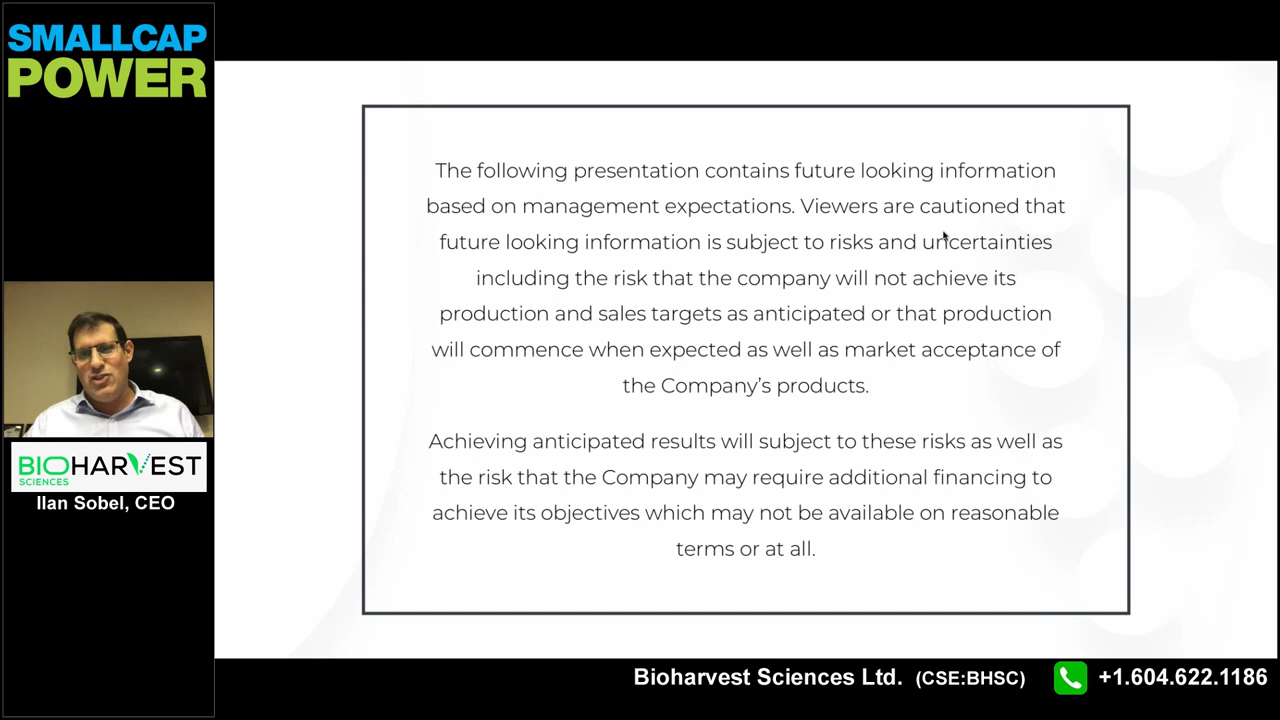 SMALLCAP
POWER
The following presentation contains future looking information
based on management expectations. Viewers are cautioned that
future looking information is subject to risks and uncertainties
including the risk that the company will not achieve its
production and sales targets as anticipated or that production
will commence when expected as well as market acceptance of
the Company's products.
Achieving anticipated results will subject to these risks as well as
the risk that the Company may require additional financing to
achieve its objectives which may not be available on reasonable
terms or at all.
BIOHARVEST
SCIENCES
Ilan Sobel, CEO
Bioharvest Sciences Ltd. (CSE:BHSC) +1.604.622.1186